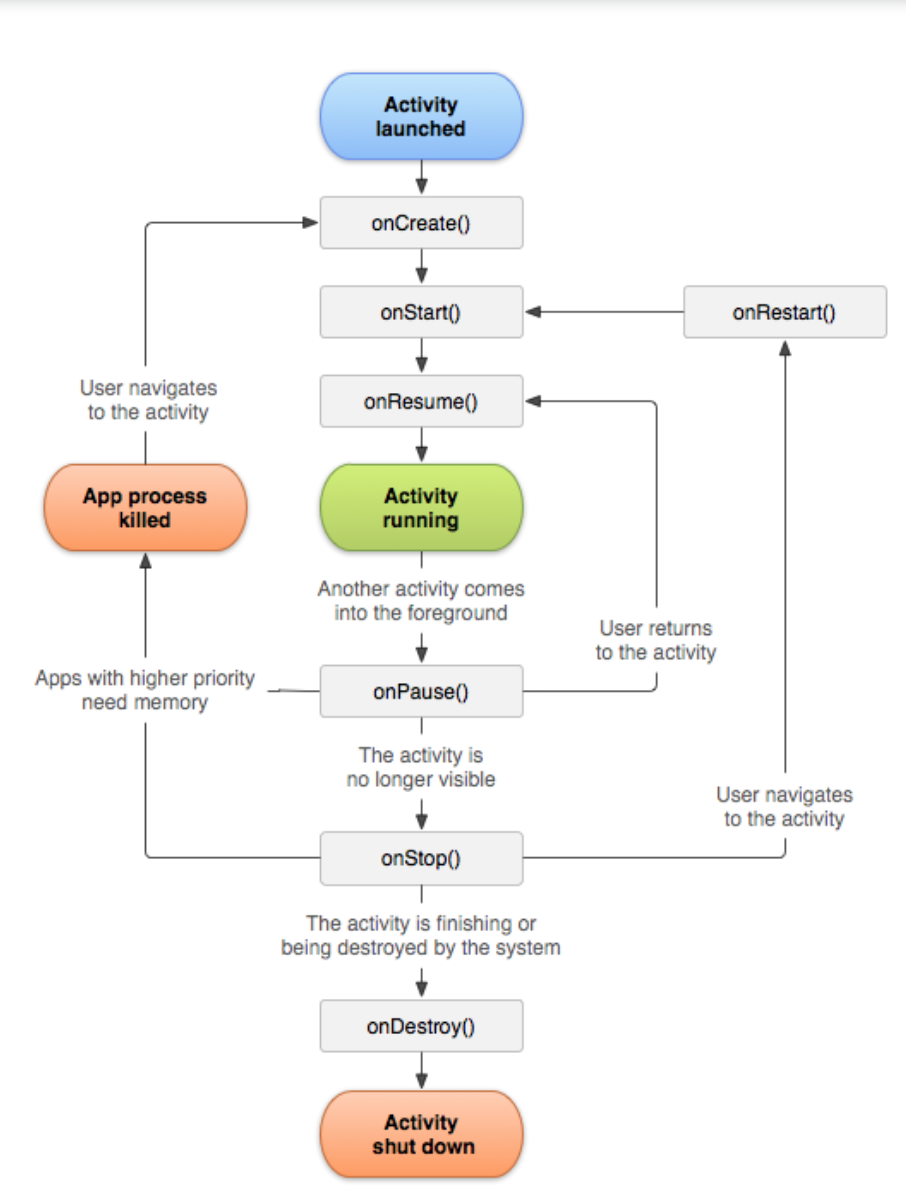 Activity
launched
onCreate()
onStart()
onRestart()
User navigates
to the activity
onResume()
App process
killed
Activity
running
Another activity comes
into the foreground
User returns
to the activity
Apps with higher priority
need memory
onPause()
The activity is
no longer visible
User navigates
to the activity
onStop()
The activity is finishing or
being destroyed by the system
onDestroy()
Activity
shut down